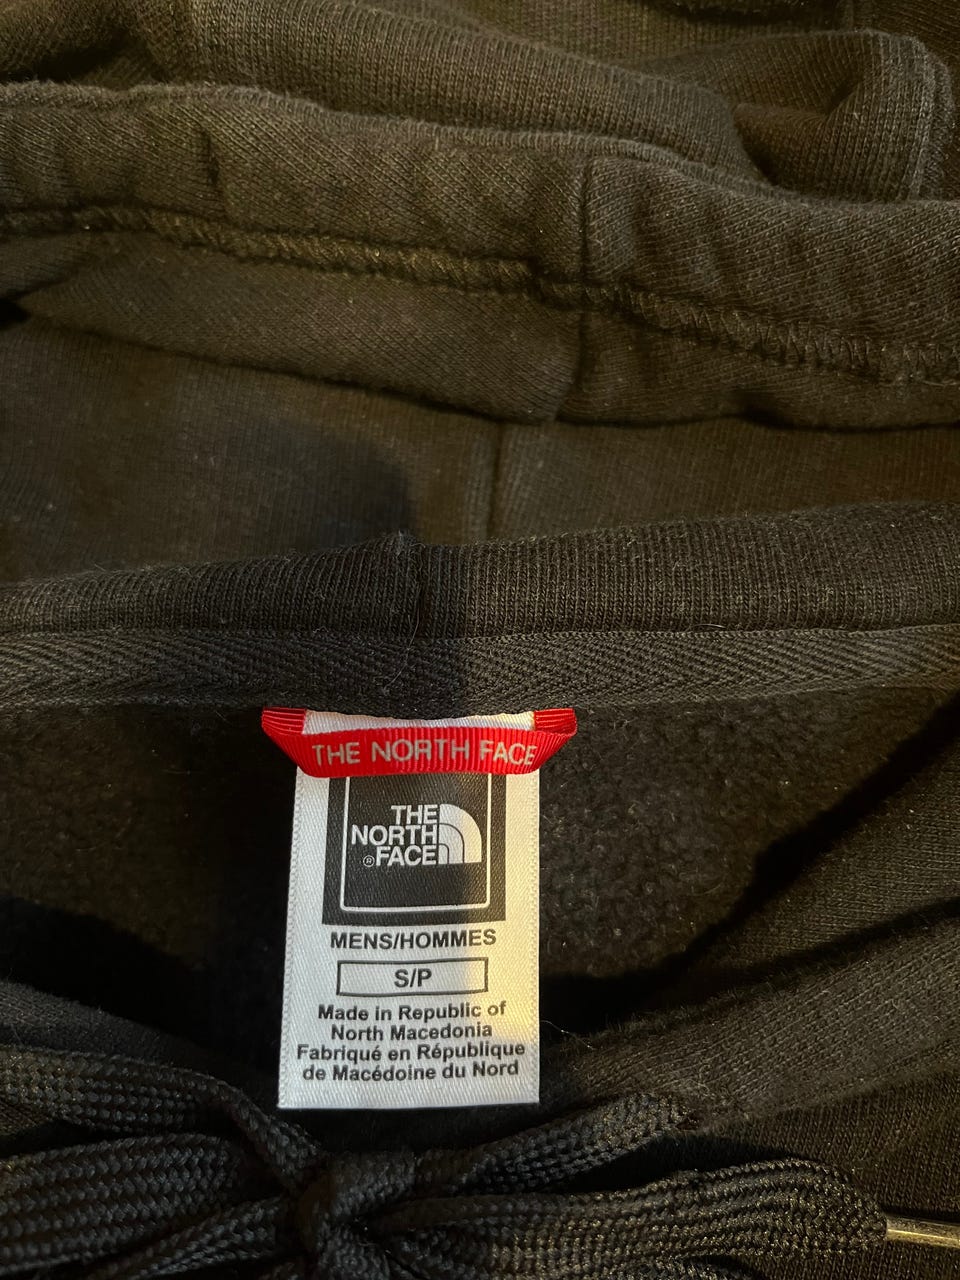 THE NORTH FACE
THE
NORTH
® FACE
MENS/HOMMES
S/P
Made in Republic of
North Macedonia
Fabriqué en République
de Macédoine du Nord